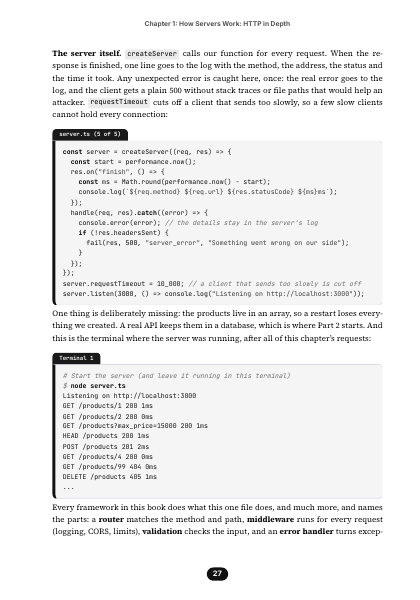 Chapter 1: How Servers Work: HTTP in Depth
The server itself. createServer calls our function for every request. When the re-
sponse is finished, one line goes to the log with the method, the address, the status and
the time it took. Any unexpected error is caught here, once: the real error goes to the
log, and the client gets a plain 500 without stack traces or file paths that would help an
attacker. requestTimeout cuts off a client that sends too slowly, so a few slow clients
cannot hold every connection:
server.ts (5 of 5)
const server = createServer((req, res) => {
  const start = performance.now();
  res.on("finish", () => {
    const ms = Math.round(performance.now() - start);
    console.log(`${req.method} ${req.url} ${res.statusCode} ${ms}ms`);
  });
  handle(req, res).catch((error) => {
    console.error(error); // the details stay in the server's log
    if (!res.headersSent) {
      fail(res, 500, "server_error", "Something went wrong on our side");
    }
  });
});
server.requestTimeout = 10_000; // a client that sends too slowly is cut off
server.listen(3000, () => console.log("Listening on http://localhost:3000"));
One thing is deliberately missing: the products live in an array, so a restart loses every-
thing we created. A real API keeps them in a database, which is where Part 2 starts. And
this is the terminal where the server was running, after all of this chapter's requests:
Terminal 1
# Start the server (and leave it running in this terminal)
$ node server.ts
Listening on http://localhost:3000
GET /products/1 200 1ms
GET /products/2 200 0ms
GET /products?max_price=15000 200 1ms
HEAD /products 200 1ms
POST /products 201 2ms
GET /products/4 200 0ms
GET /products/99 404 0ms
DELETE /products 405 1ms
...
Every framework in this book does what this one file does, and much more, and names
the parts: a router matches the method and path, middleware runs for every request
(logging, CORS, limits), validation checks the input, and an error handler turns excep-
27